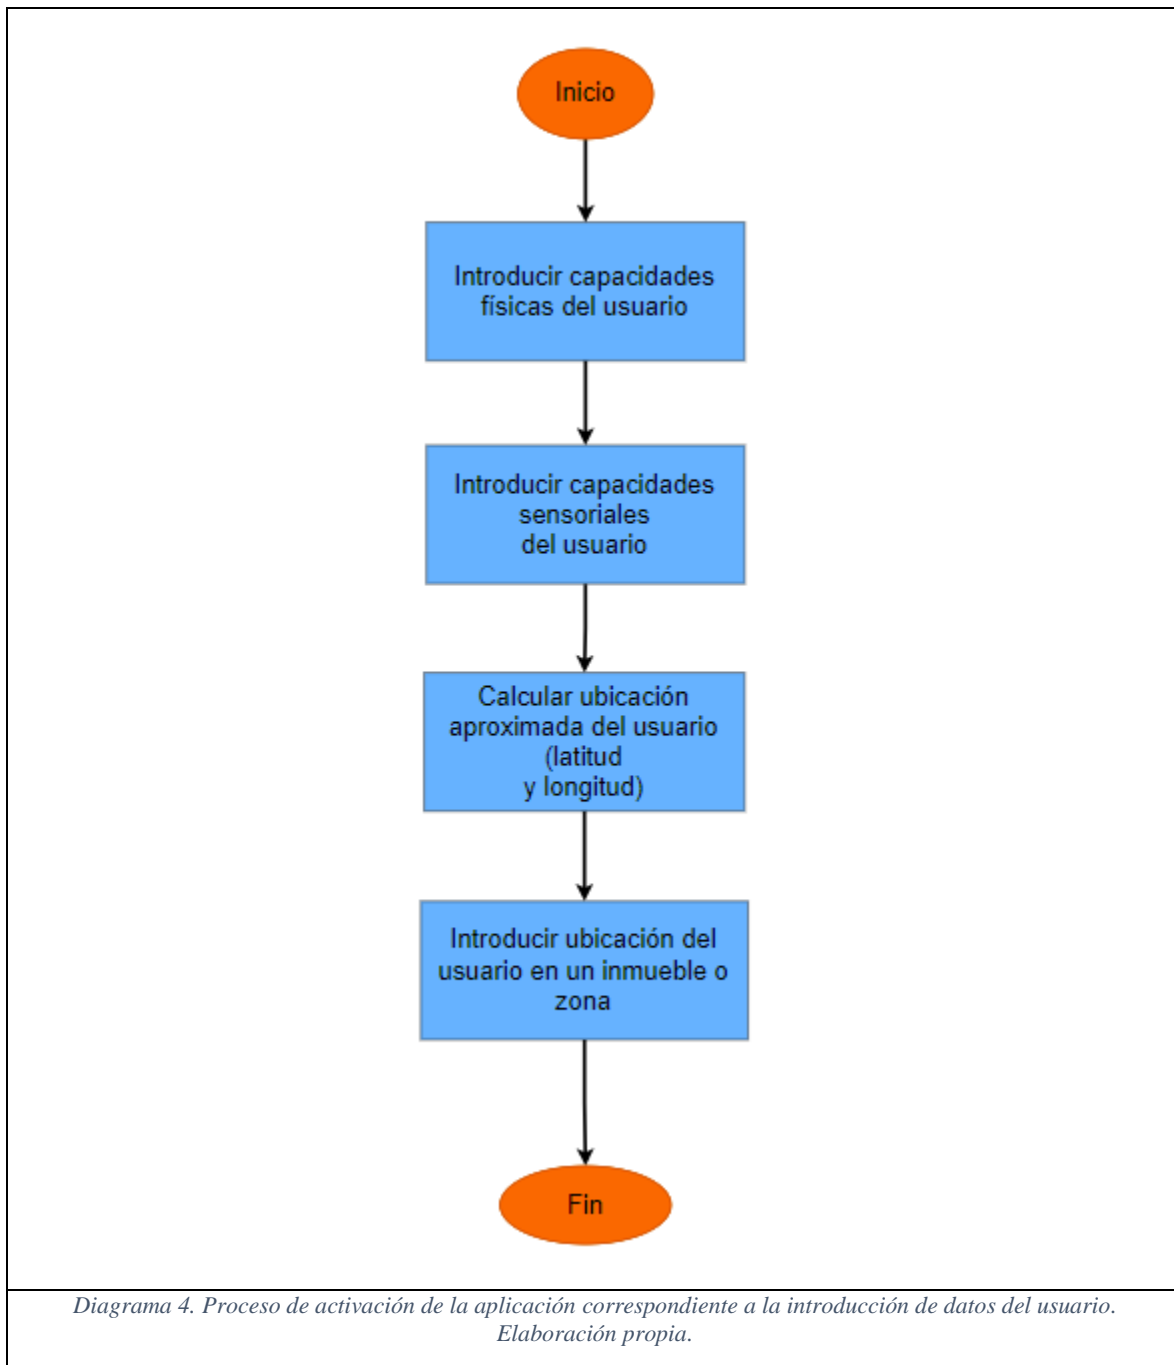 Inicio
Introducir capacidades
físicas del usuario
Introducir capacidades
sensoriales
del usuario
Calcular ubicación
aproximada del usuario
(latitud
y longitud)
Introducir ubicación del
usuario en un inmueble o
zona
Fin
Diagrama 4. Proceso de activación de la aplicación correspondiente a la introducción de datos del usuario.
Elaboración propia.